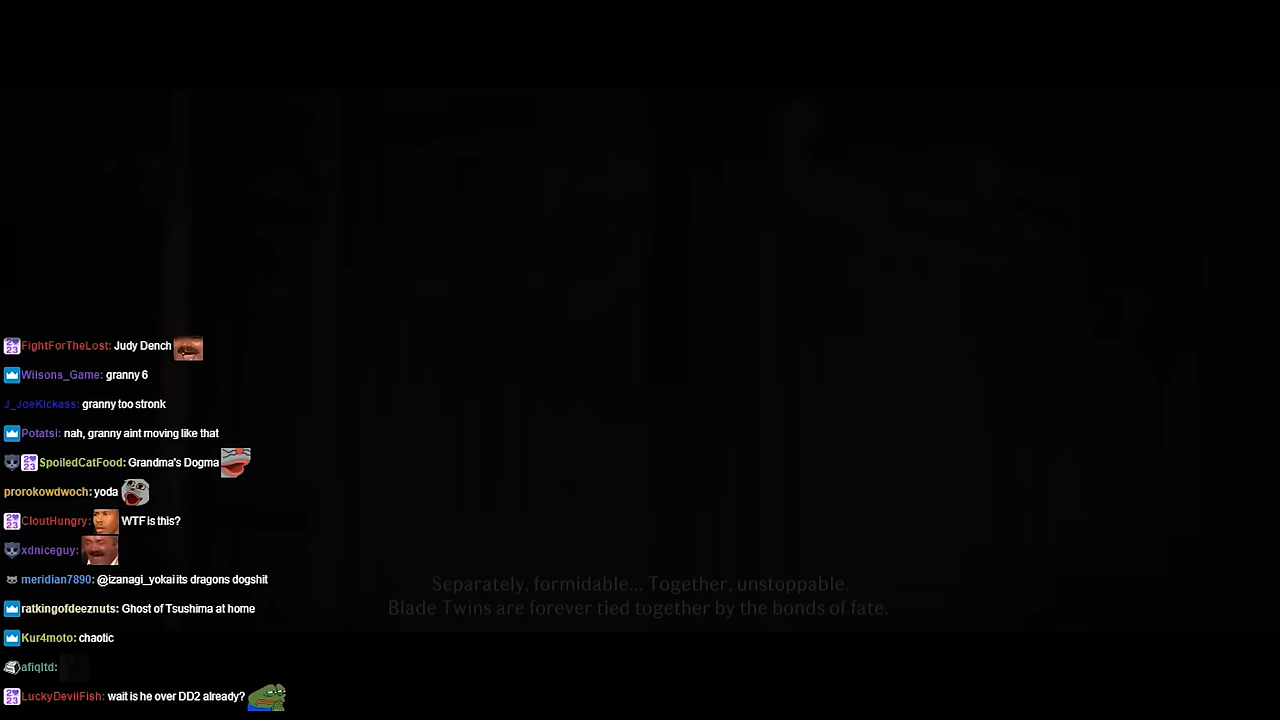 FightForTheLost: Judy Dench
Wilsons_Game: granny 6
J_JoeKickass: granny too stronk
Potatsi: nah, granny aint moving like that
SpoiledCatFood: Grandma's Dogma
prorokowdwoch: yoda
CloutHungry: WTF is this?
xdniceguy:
meridian7890: @izanagi_yokai its dragons dogshit
Separately, formidable... Together, unstoppable.
Blade Twins are forever tied together by the bonds of fate.
ratkingofdeeznuts: Ghost of Tsushima at home
Kur4moto: chaotic
afiqltd:
LuckyDevilFish: wait is he over DD2 already?